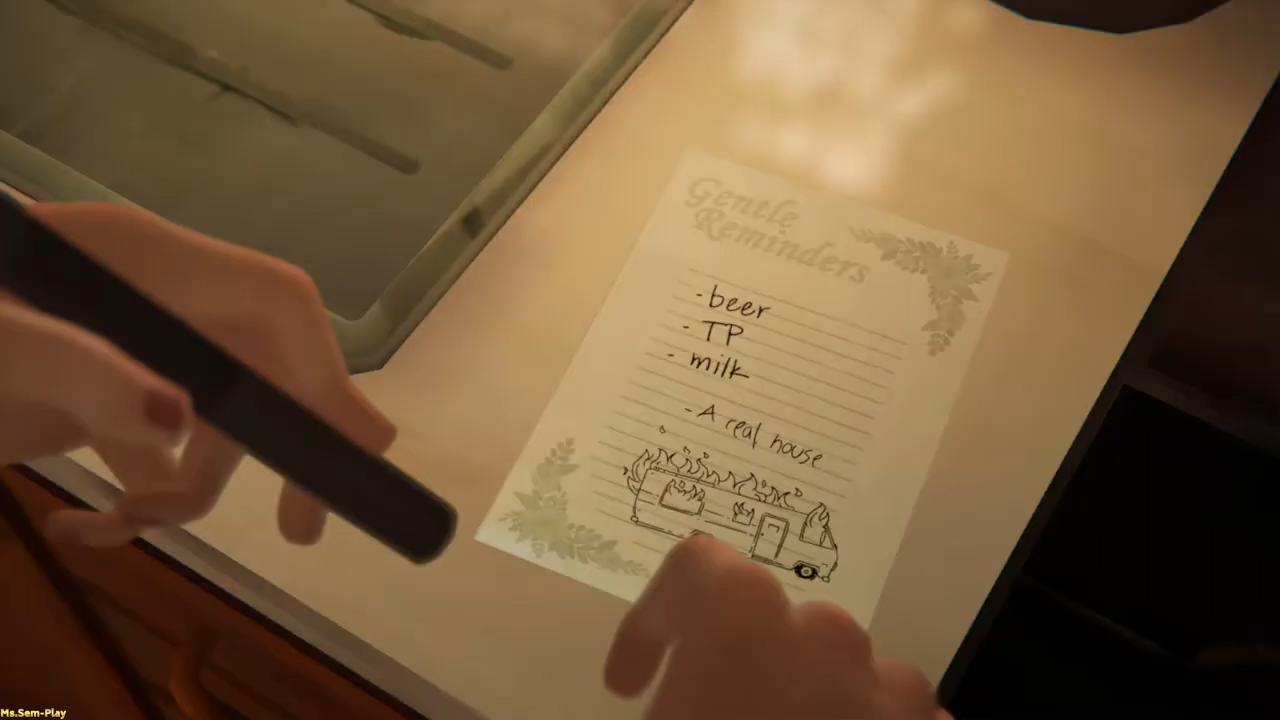 Gentle
Reminders
- beer
- TP
- milk
- A real house
Ms.Sem-Play